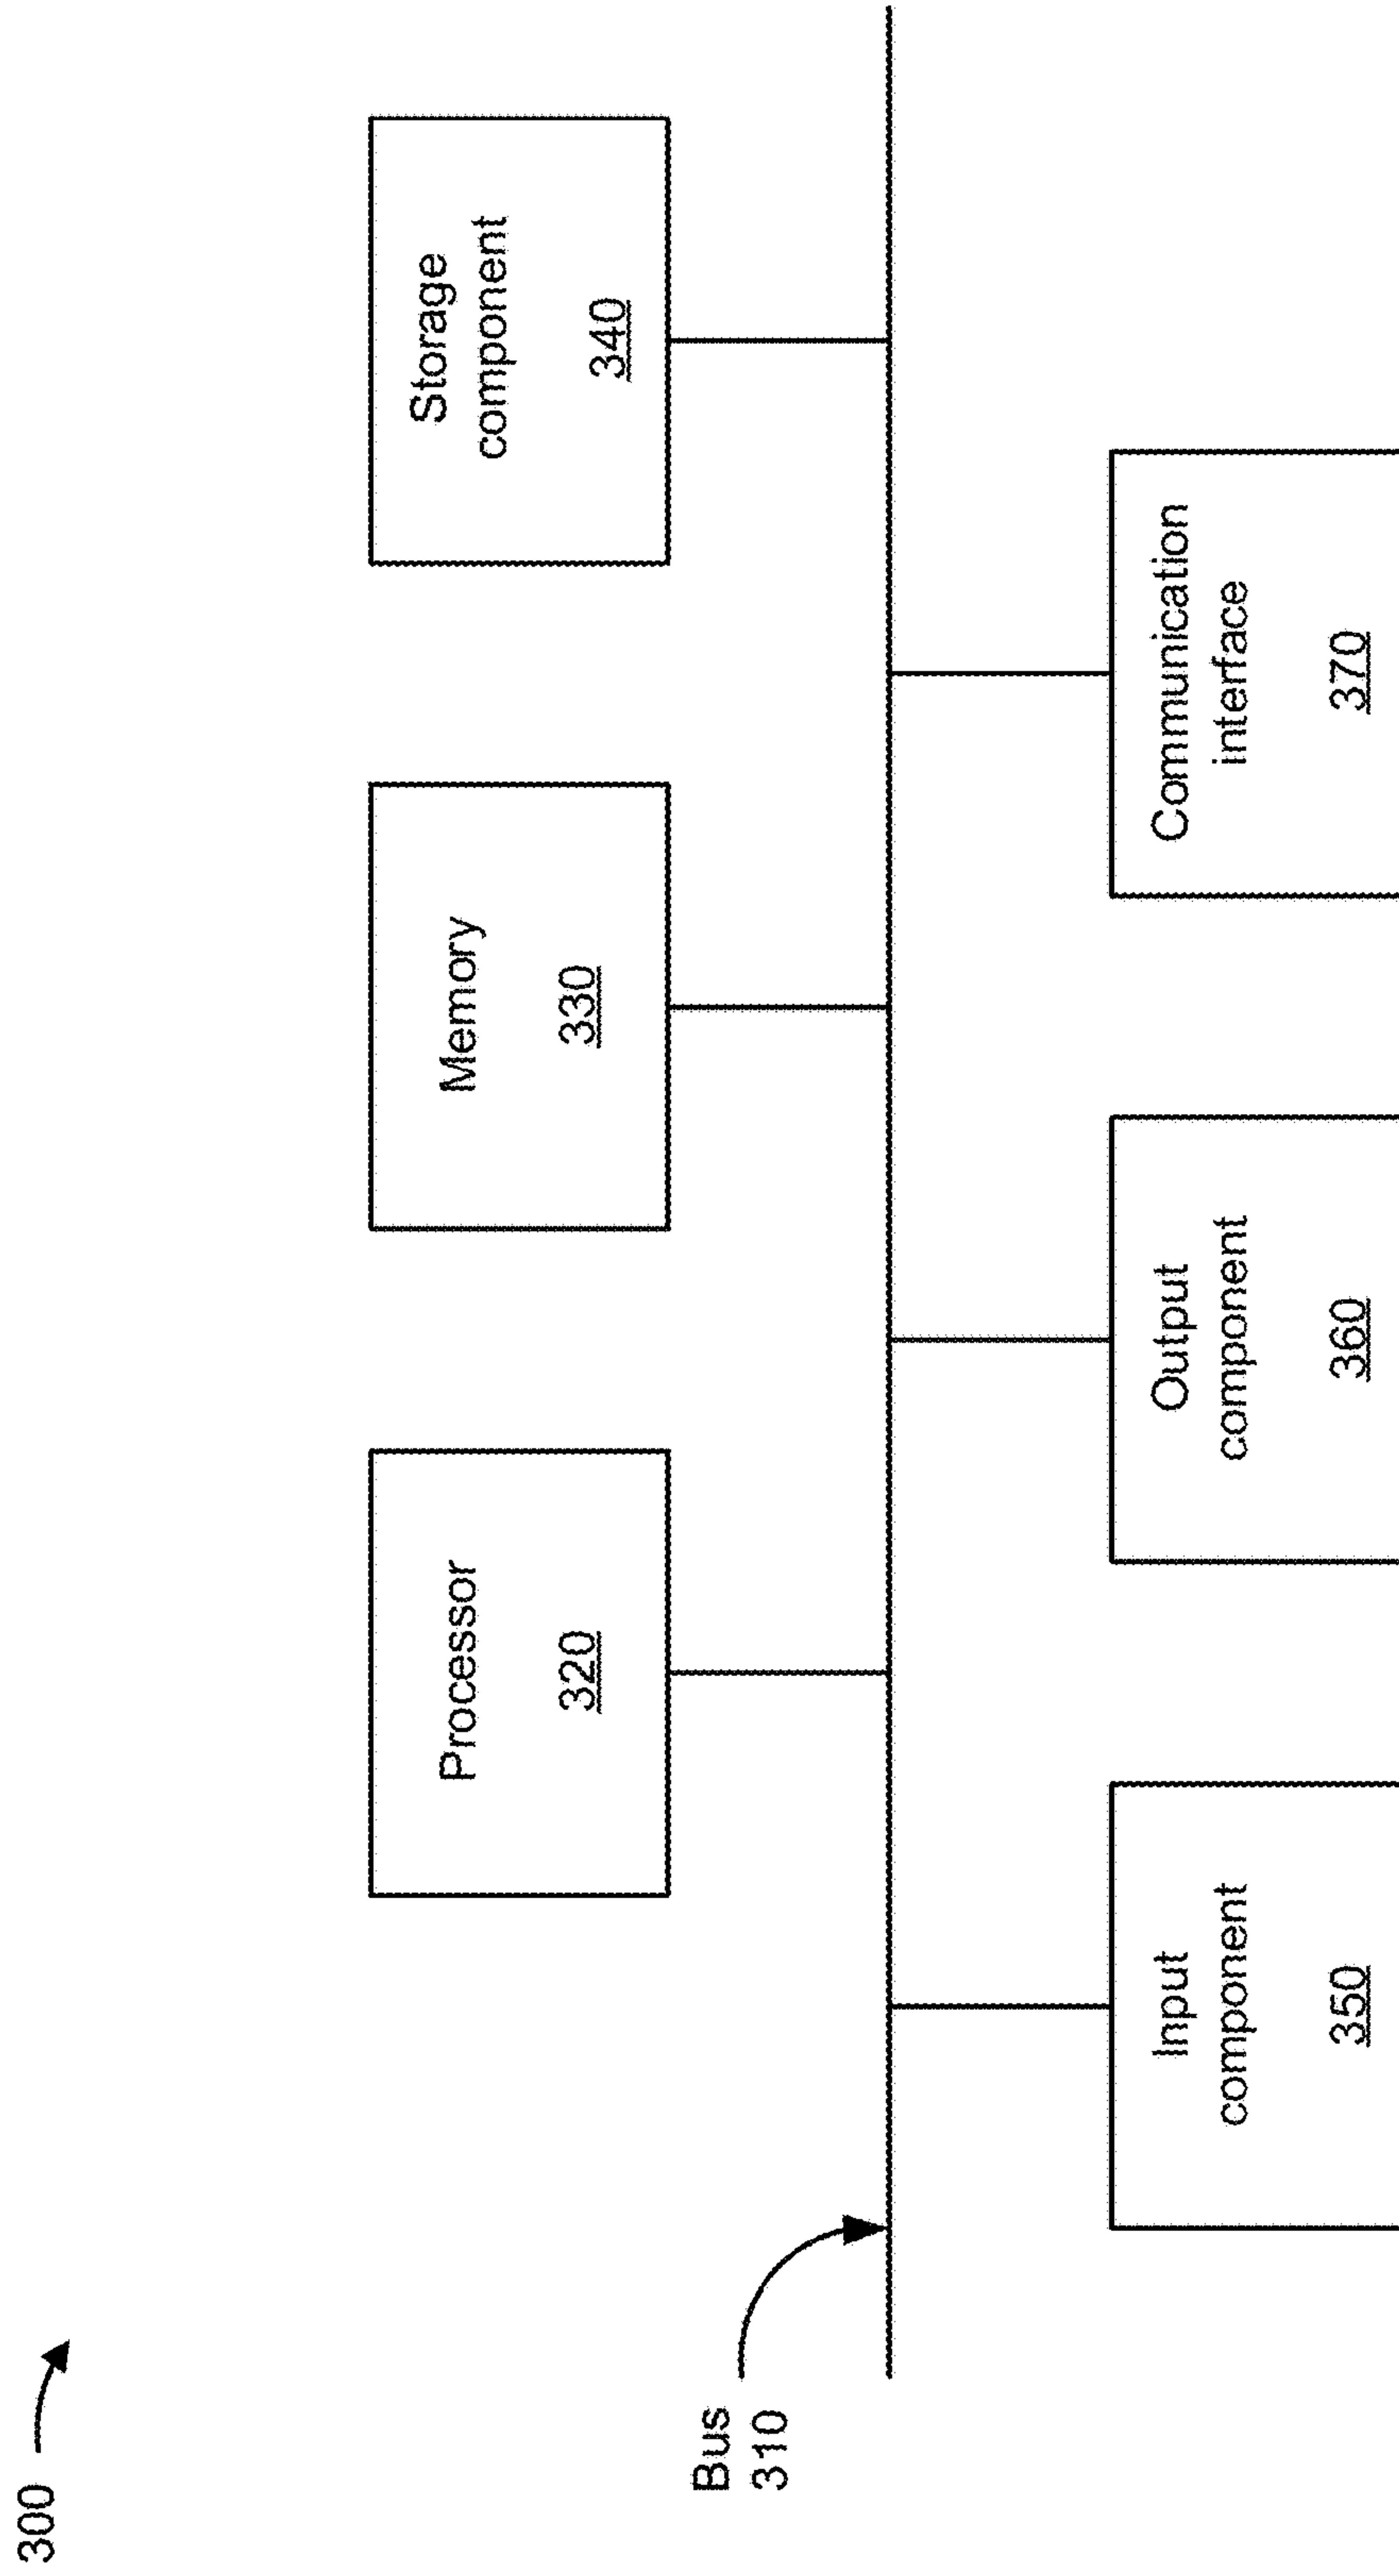 300
Processor
320
Memory
330
Storage
component
340
Bus
310
Input
component
350
Output
component
360
Communication
interface
370